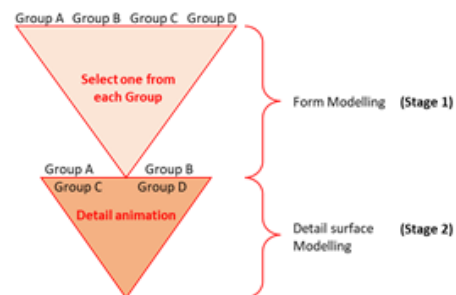 Group A Group B Group C Group D
Select one from
each Group
Form Modelling (Stage 1)
Group A Group B
Group C Group D
Detail animation
Detail surface (Stage 2)
Modelling